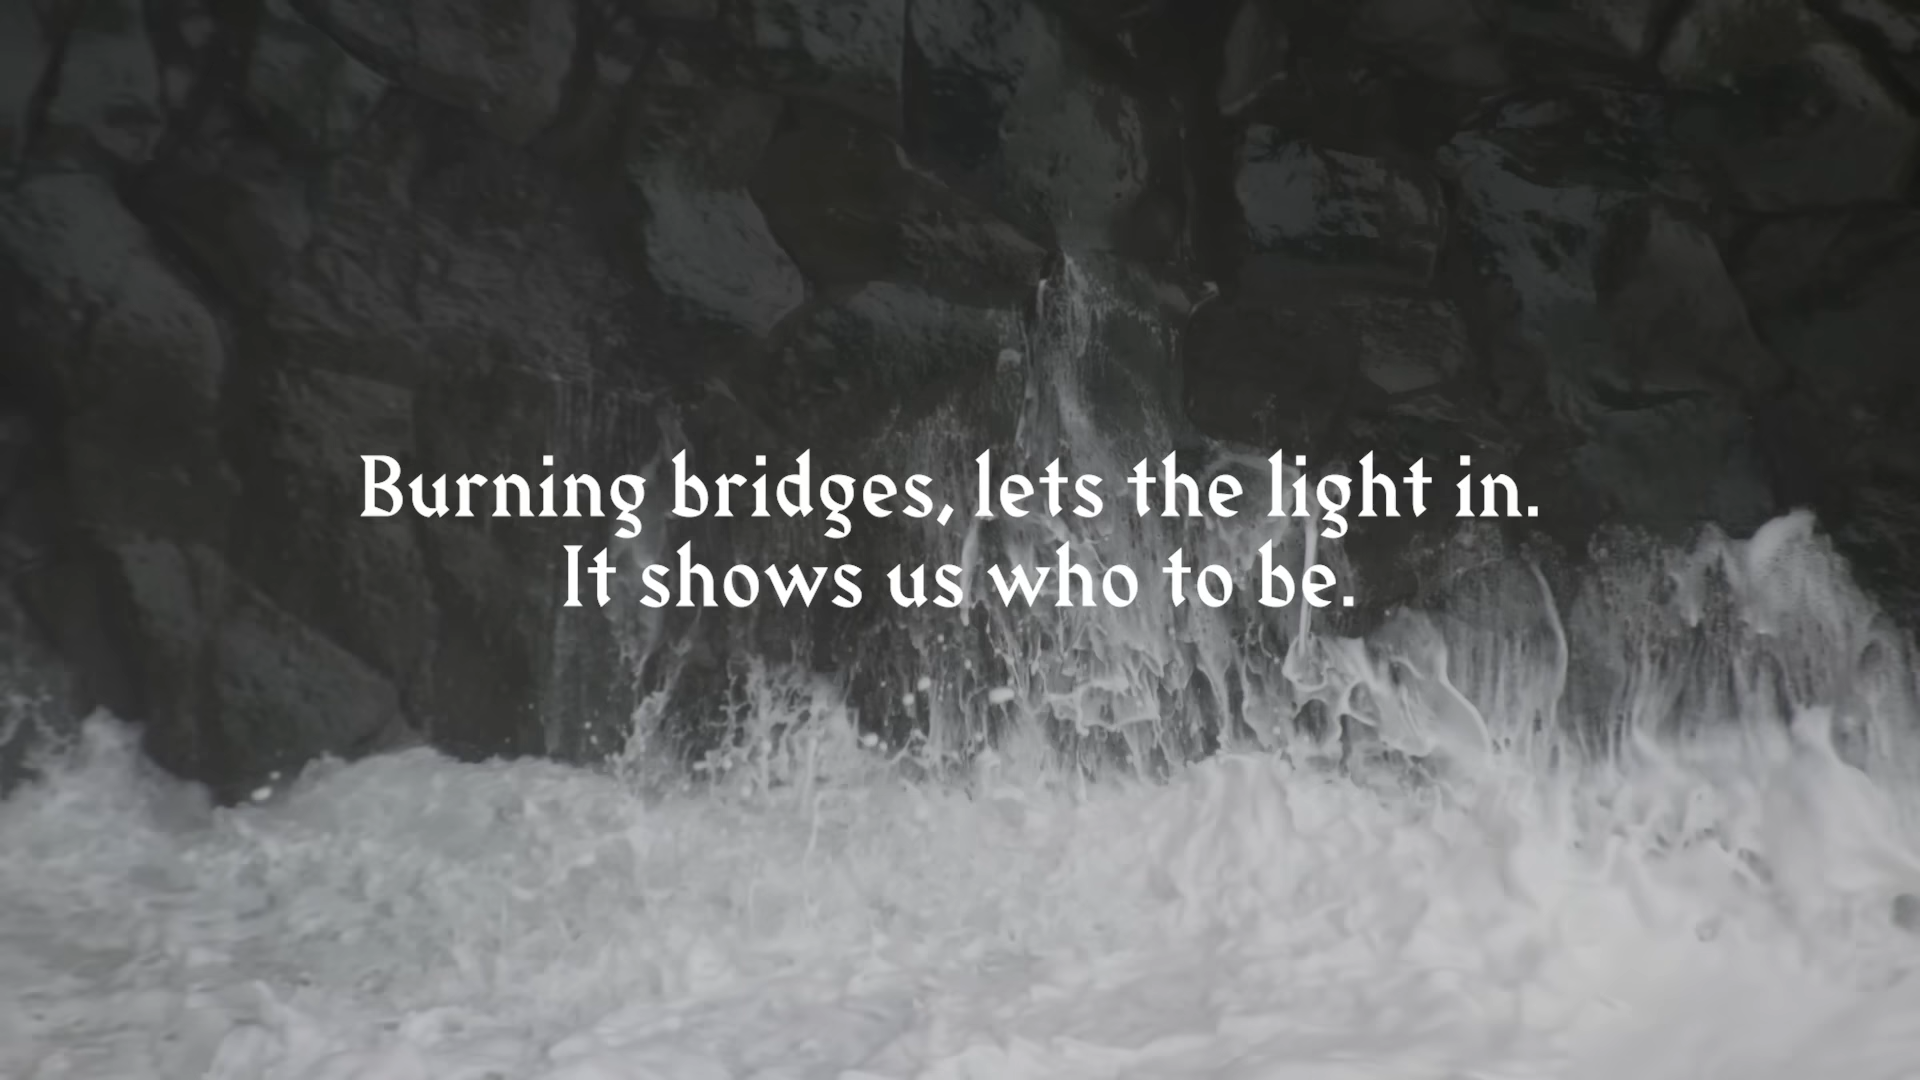 Burning bridges, lets the light in.
It shows us who to be.